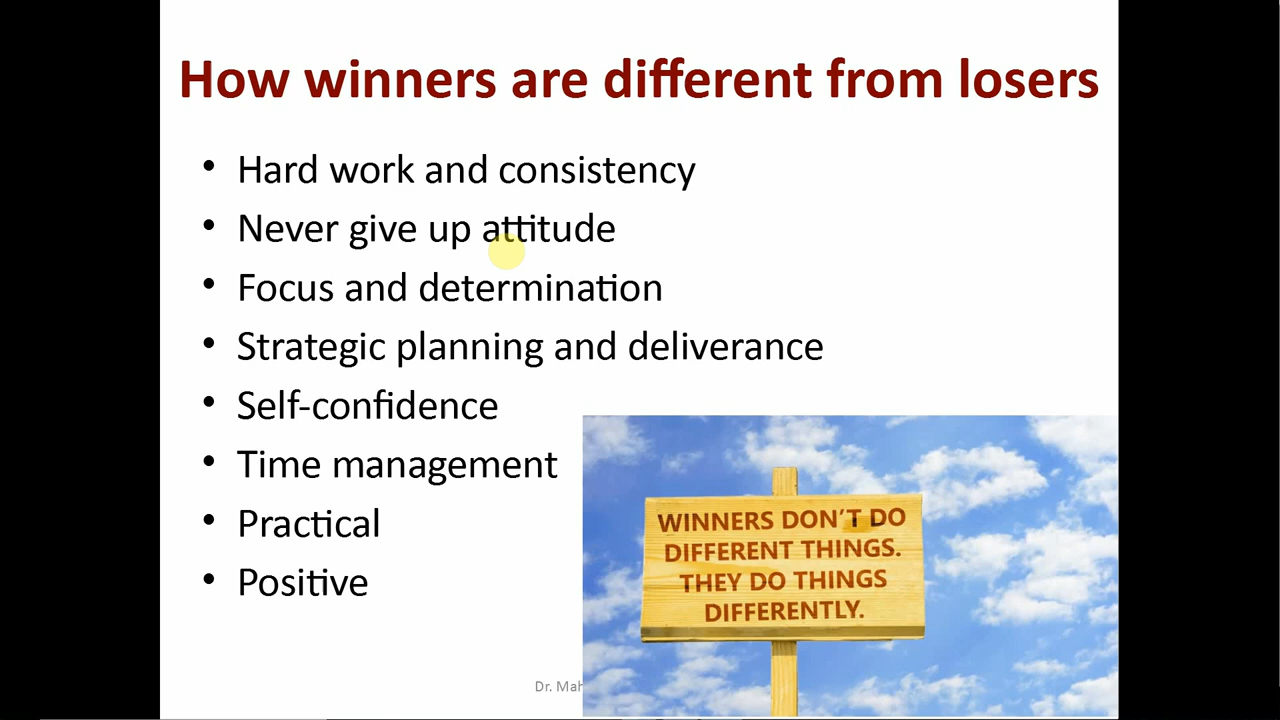 How winners are different from losers
• Hard work and consistency
• Never give up attitude
• Focus and determination
• Strategic planning and deliverance
• Self-confidence
• Time management
• Practical
• Positive
WINNERS DON'T DO
DIFFERENT THINGS.
THEY DO THINGS
DIFFERENTLY.
Dr.